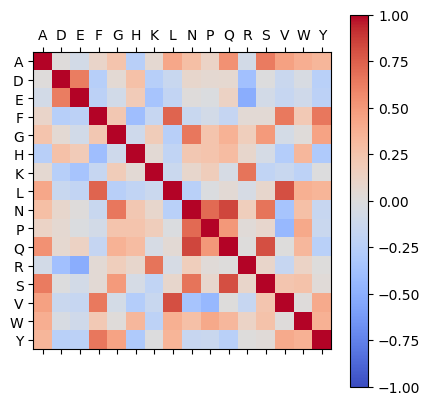 A D E F G H K L N P Q R S V W Y
A
D
E
F
G
H
K
L
N
P
Q
R
S
V
W
Y
1.00
0.75
0.50
0.25
0.00
−0.25
−0.50
−0.75
−1.00